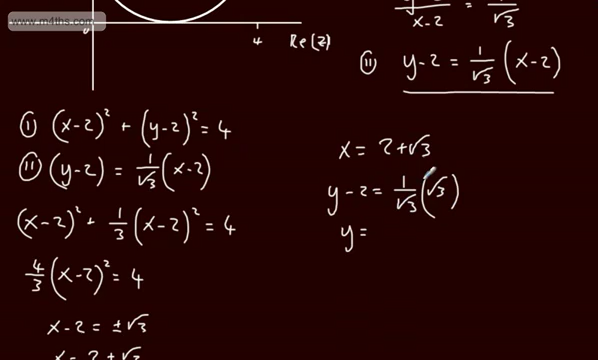 www.m4ths.com
0
4 Re(z)
x-2 = 1/√3
(ii) y-2 = 1/√3 (x-2)
(i) (x-2)² + (y-2)² = 4
(ii) (y-2) = 1/√3 (x-2)
(x-2)² + 1/3 (x-2)² = 4
4/3 (x-2)² = 4
x-2 = ±√3
x = 2+√3
y-2 = 1/√3 (√3)
y =